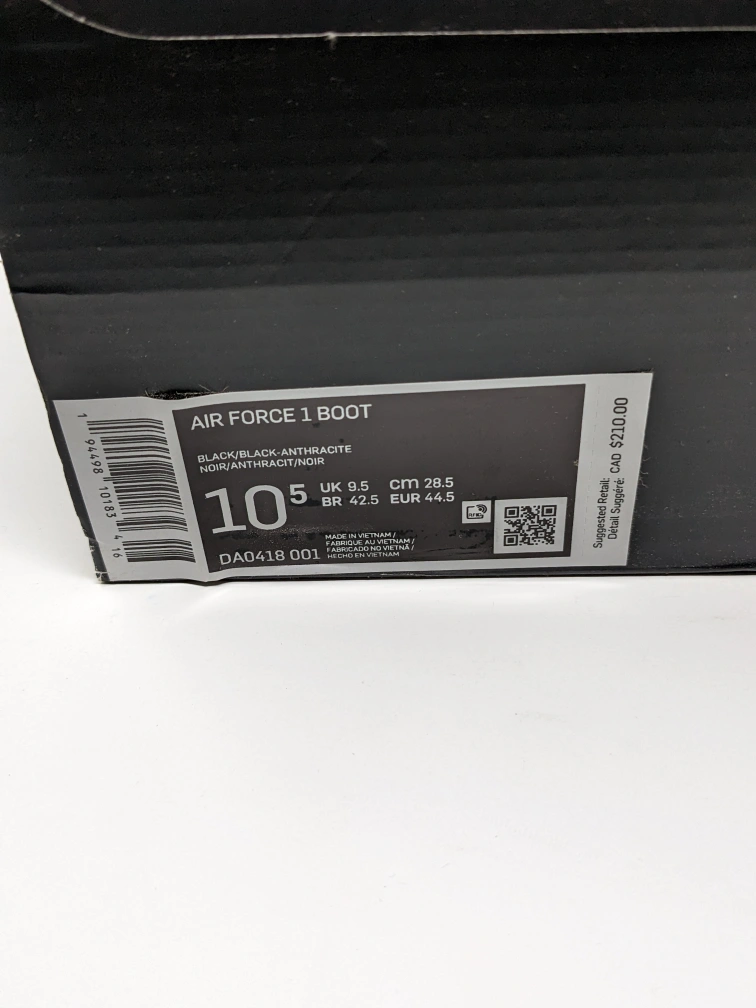 AIR FORCE 1 BOOT
BLACK/BLACK-ANTHRACITE
NOIR/ANTHRACIT/NOIR
10⁵
UK 9.5 cm 28.5
BR 42.5 EUR 44.5
DA0418 001
MADE IN VIETNAM /
FABRIQUE AU VIETNAM /
FABRICADO NO VIETNÃ /
HECHO EN VIETNAM
RFID
1 94498 10183 4 16
Suggested Retail:
Détail Suggéré: CAD $210.00